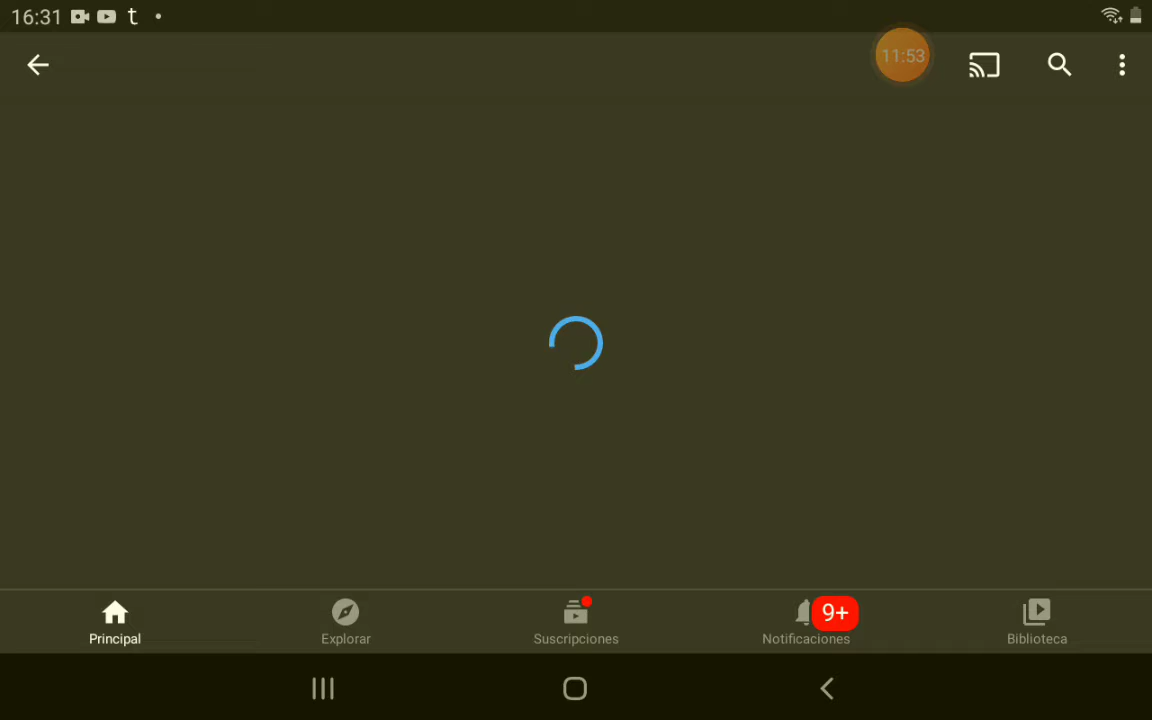 16:31 t
11:53
9+
Principal Explorar Suscripciones Notificaciones Biblioteca